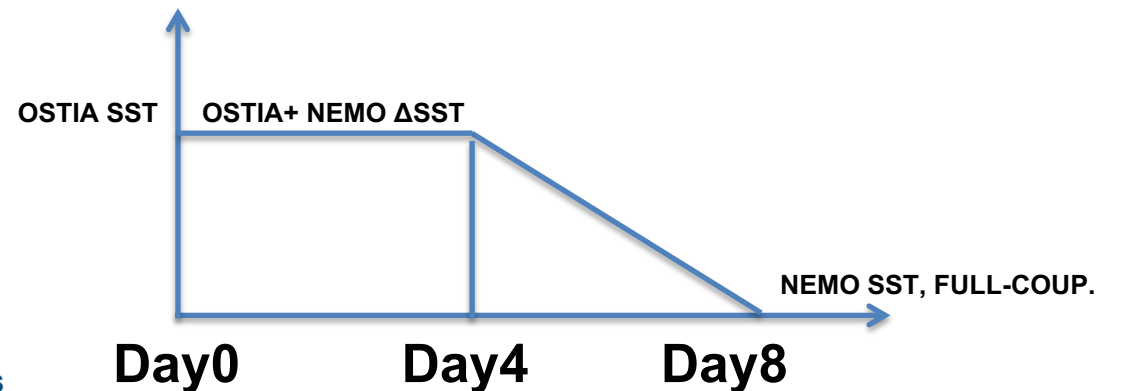 OSTIA SST OSTIA+ NEMO ΔSST
NEMO SST, FULL-COUP.
Day0 Day4 Day8
s